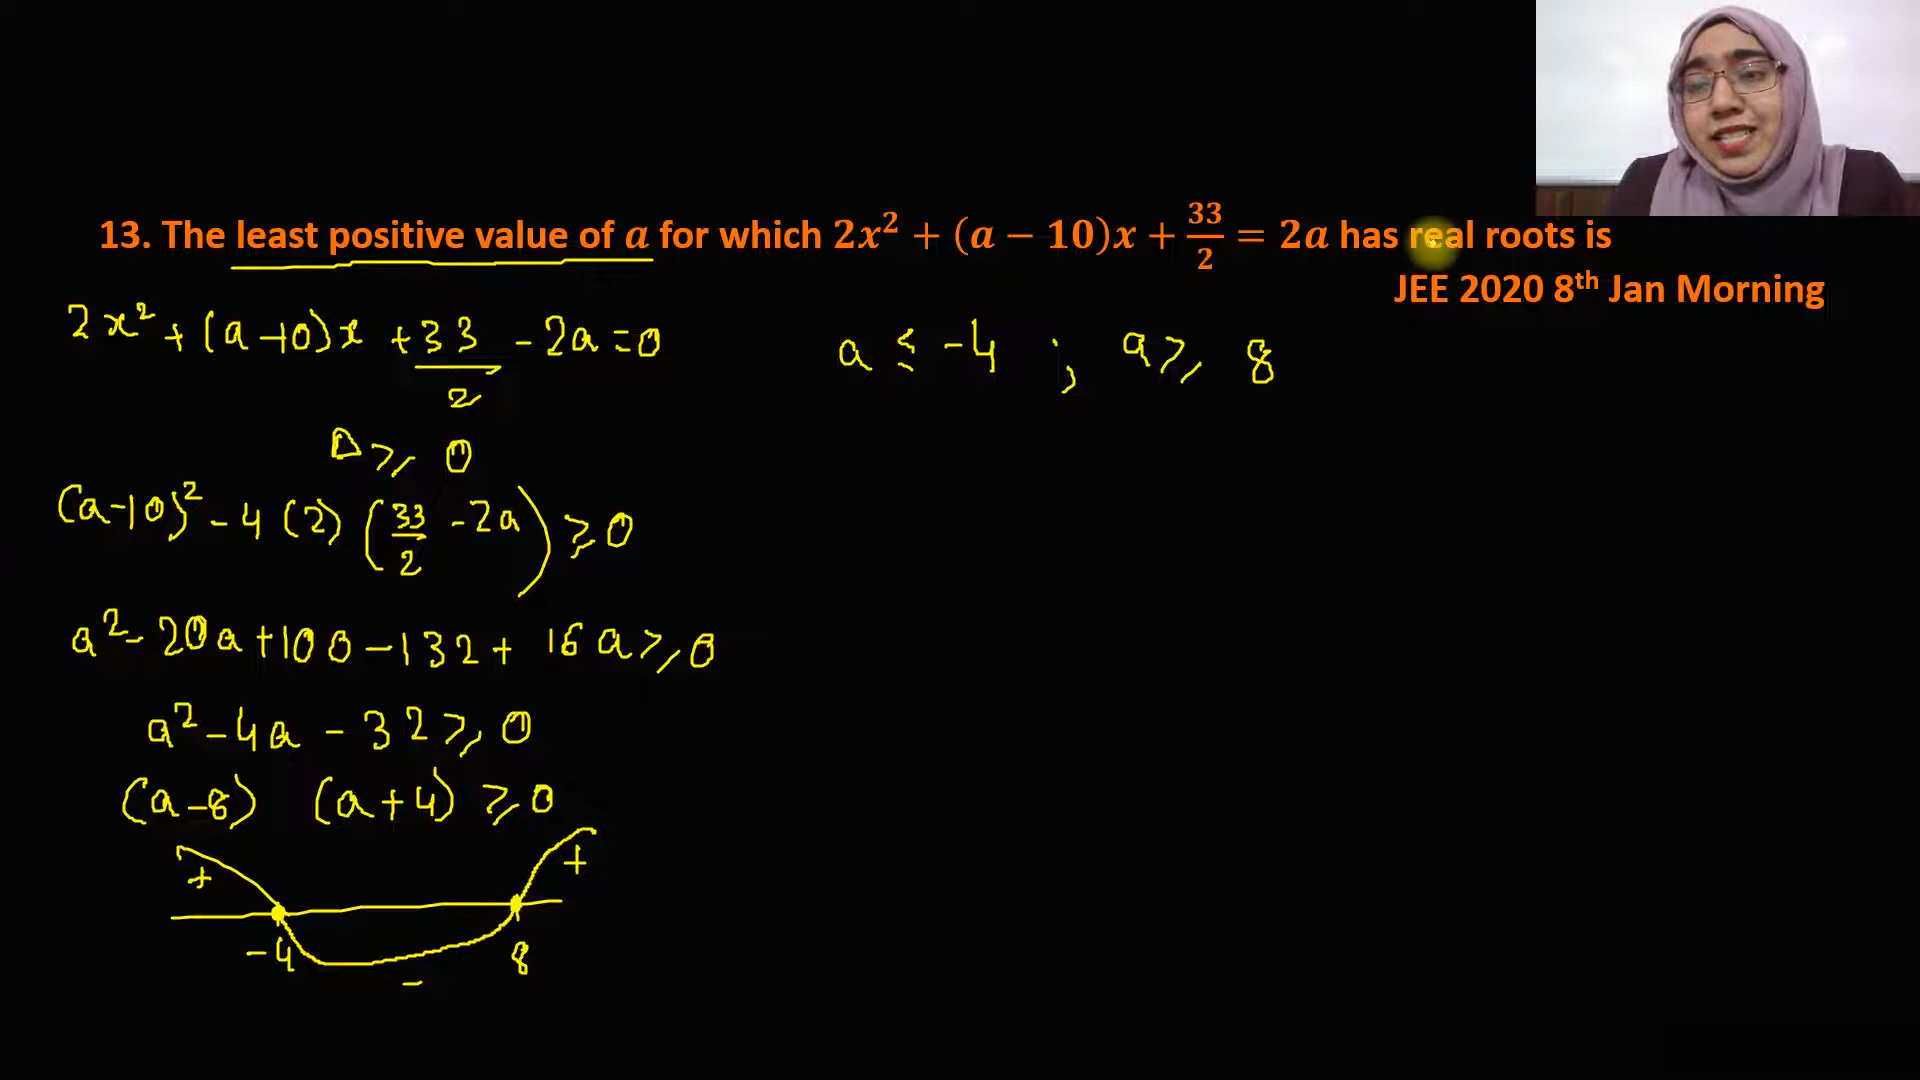 13. The least positive value of a for which 2x² + (a − 10)x + 33/2 = 2a has real roots is
JEE 2020 8th Jan Morning
2x² + (a-10)x + 33/2 - 2a = 0
a ≤ -4 ; a ≥ 8
Δ ≥ 0
(a-10)² - 4(2)(33/2 - 2a) ≥ 0
a² - 20a + 100 - 132 + 16a ≥ 0
a² - 4a - 32 ≥ 0
(a-8) (a+4) ≥ 0
+ +
-4 8
-